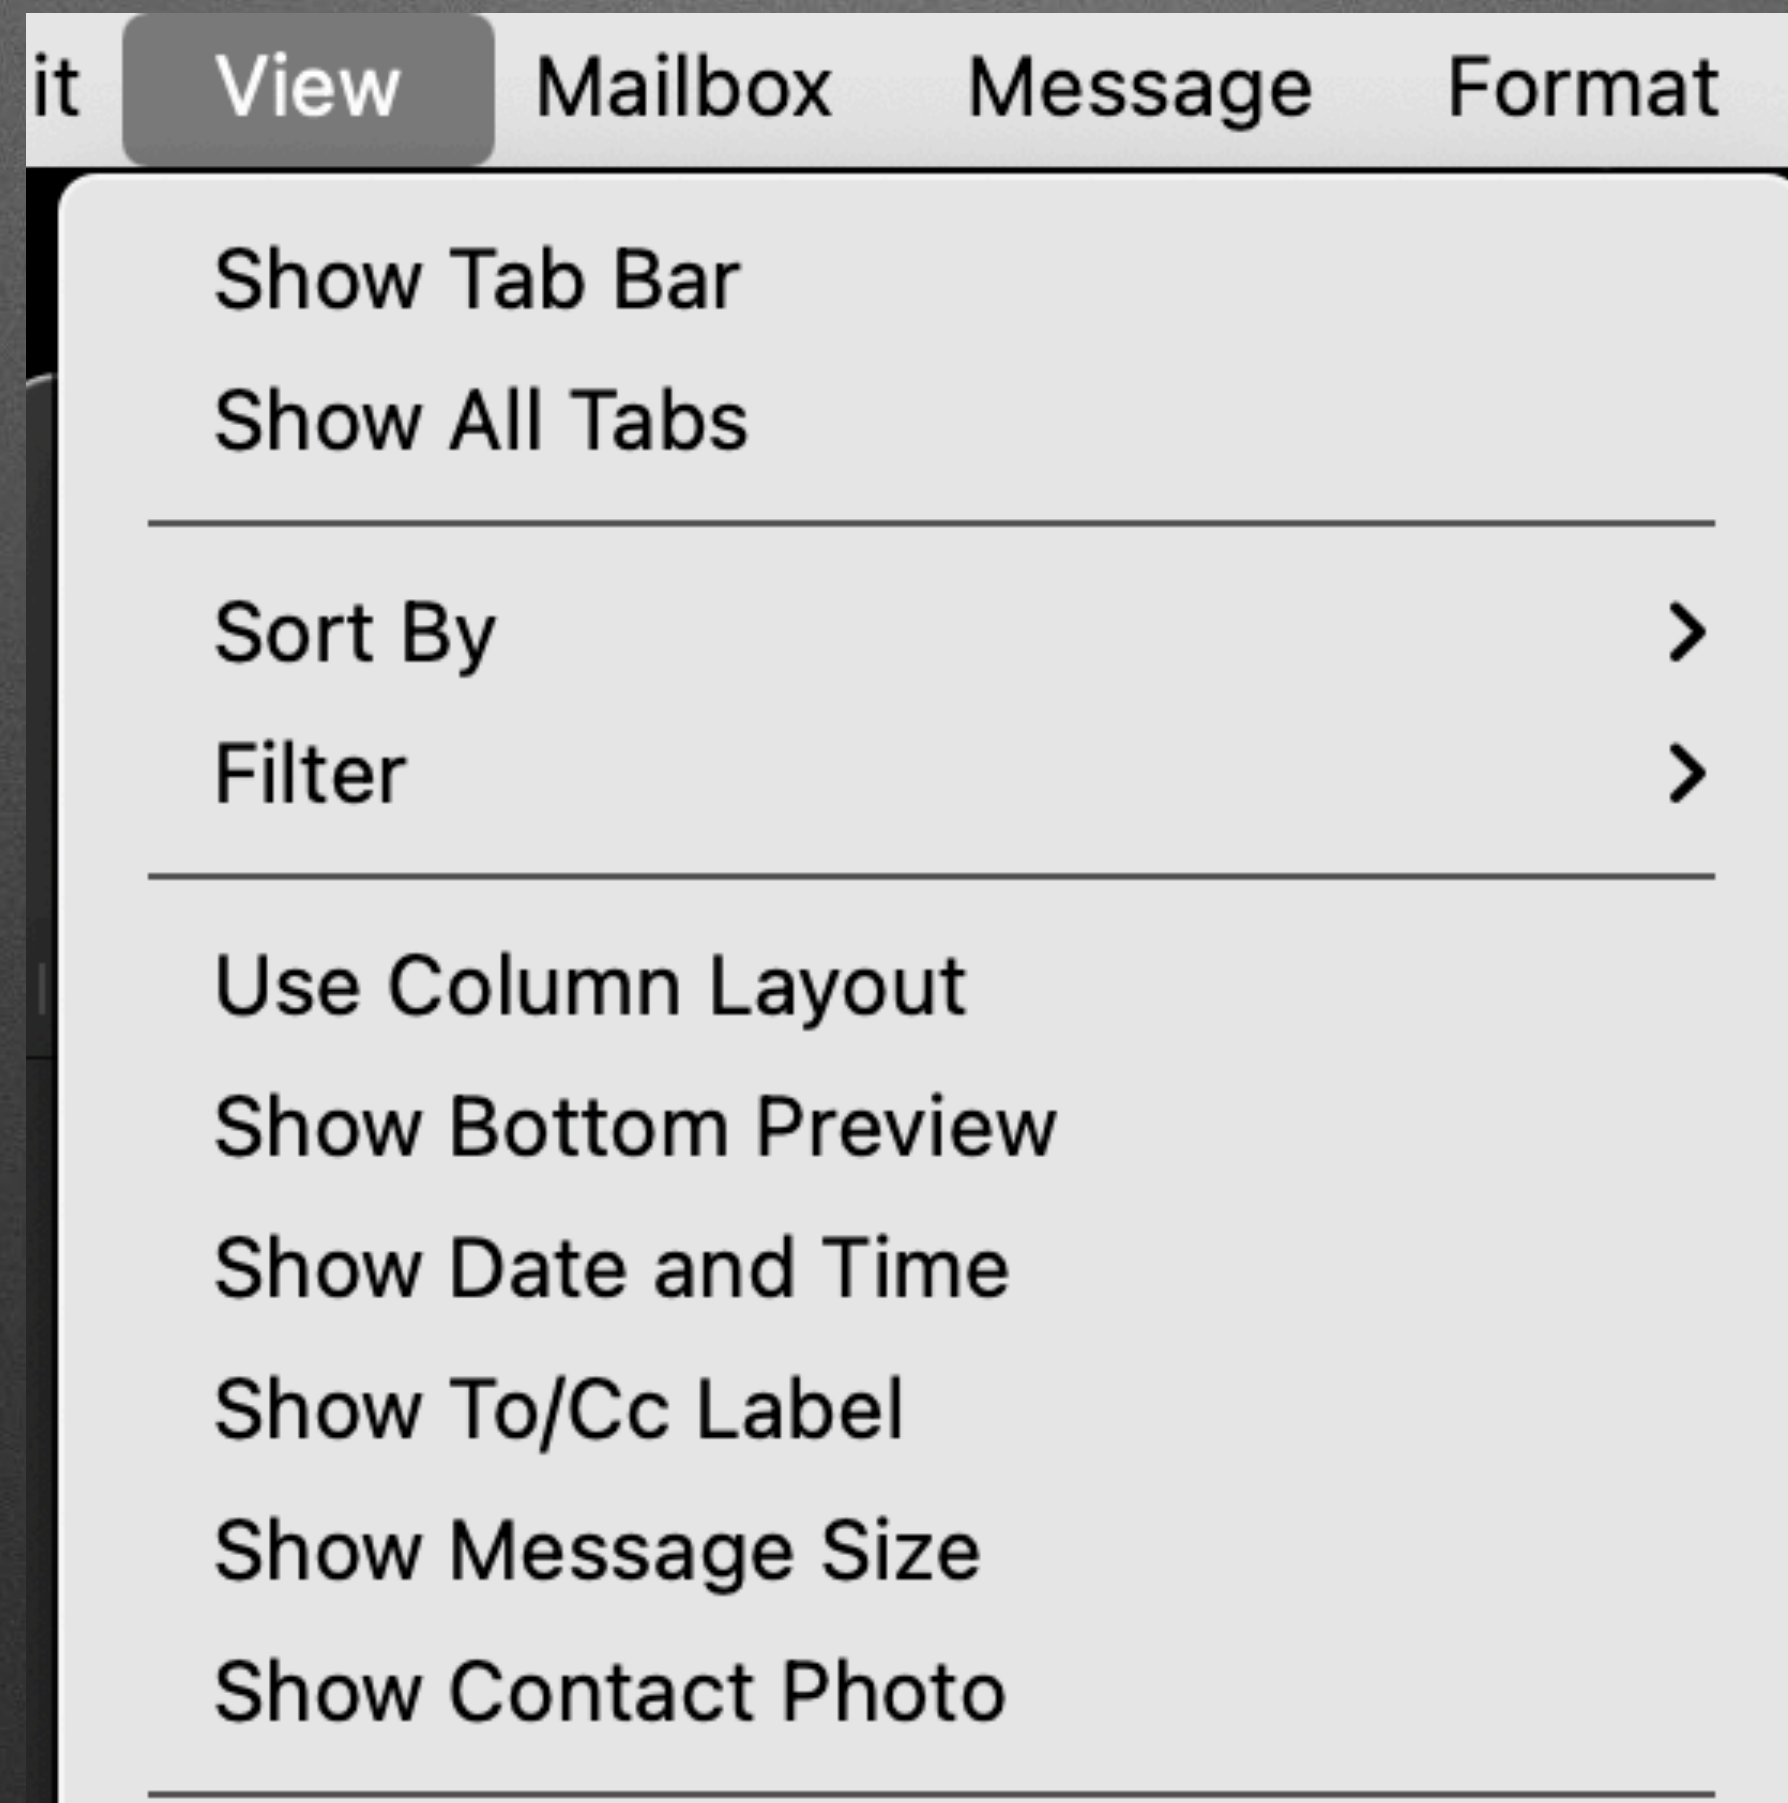 it View Mailbox Message Format
Show Tab Bar
Show All Tabs
Sort By
Filter
Use Column Layout
Show Bottom Preview
Show Date and Time
Show To/Cc Label
Show Message Size
Show Contact Photo